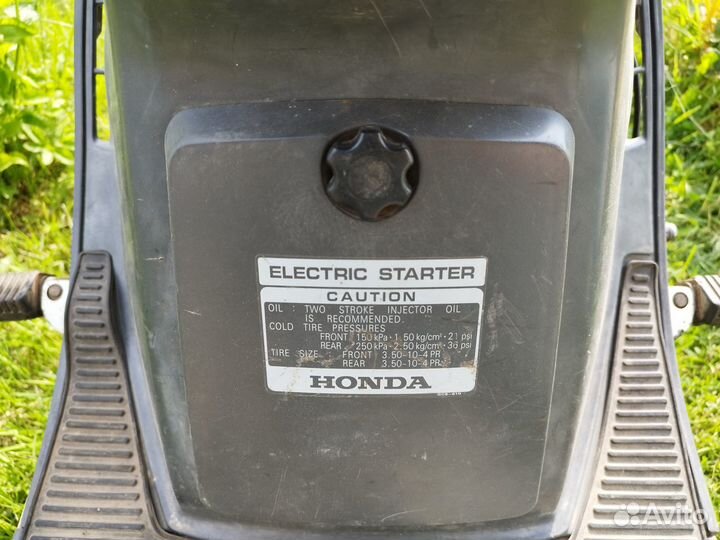 ELECTRIC STARTER
CAUTION
OIL : TWO STROKE INJECTOR OIL
IS RECOMMENDED.
COLD TIRE PRESSURES
FRONT 150 kPa · 1.50 kg/cm² · 21 psi
REAR 250 kPa · 2.50 kg/cm² · 36 psi
TIRE SIZE FRONT 3.50-10-4 PR
REAR 3.50-10-4 PR
HONDA
Avito